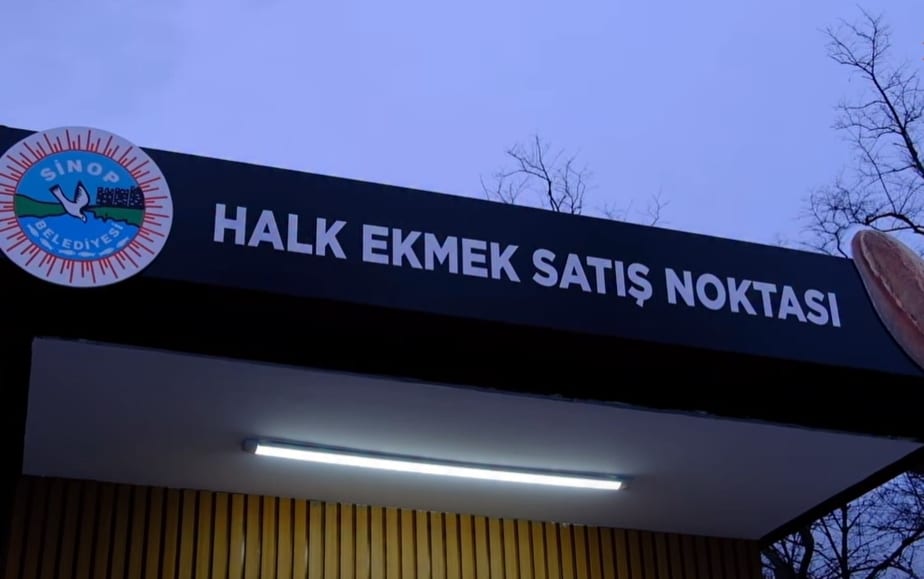 SİNOP
BELEDİYESİ
HALK EKMEK SATIŞ NOKTASI